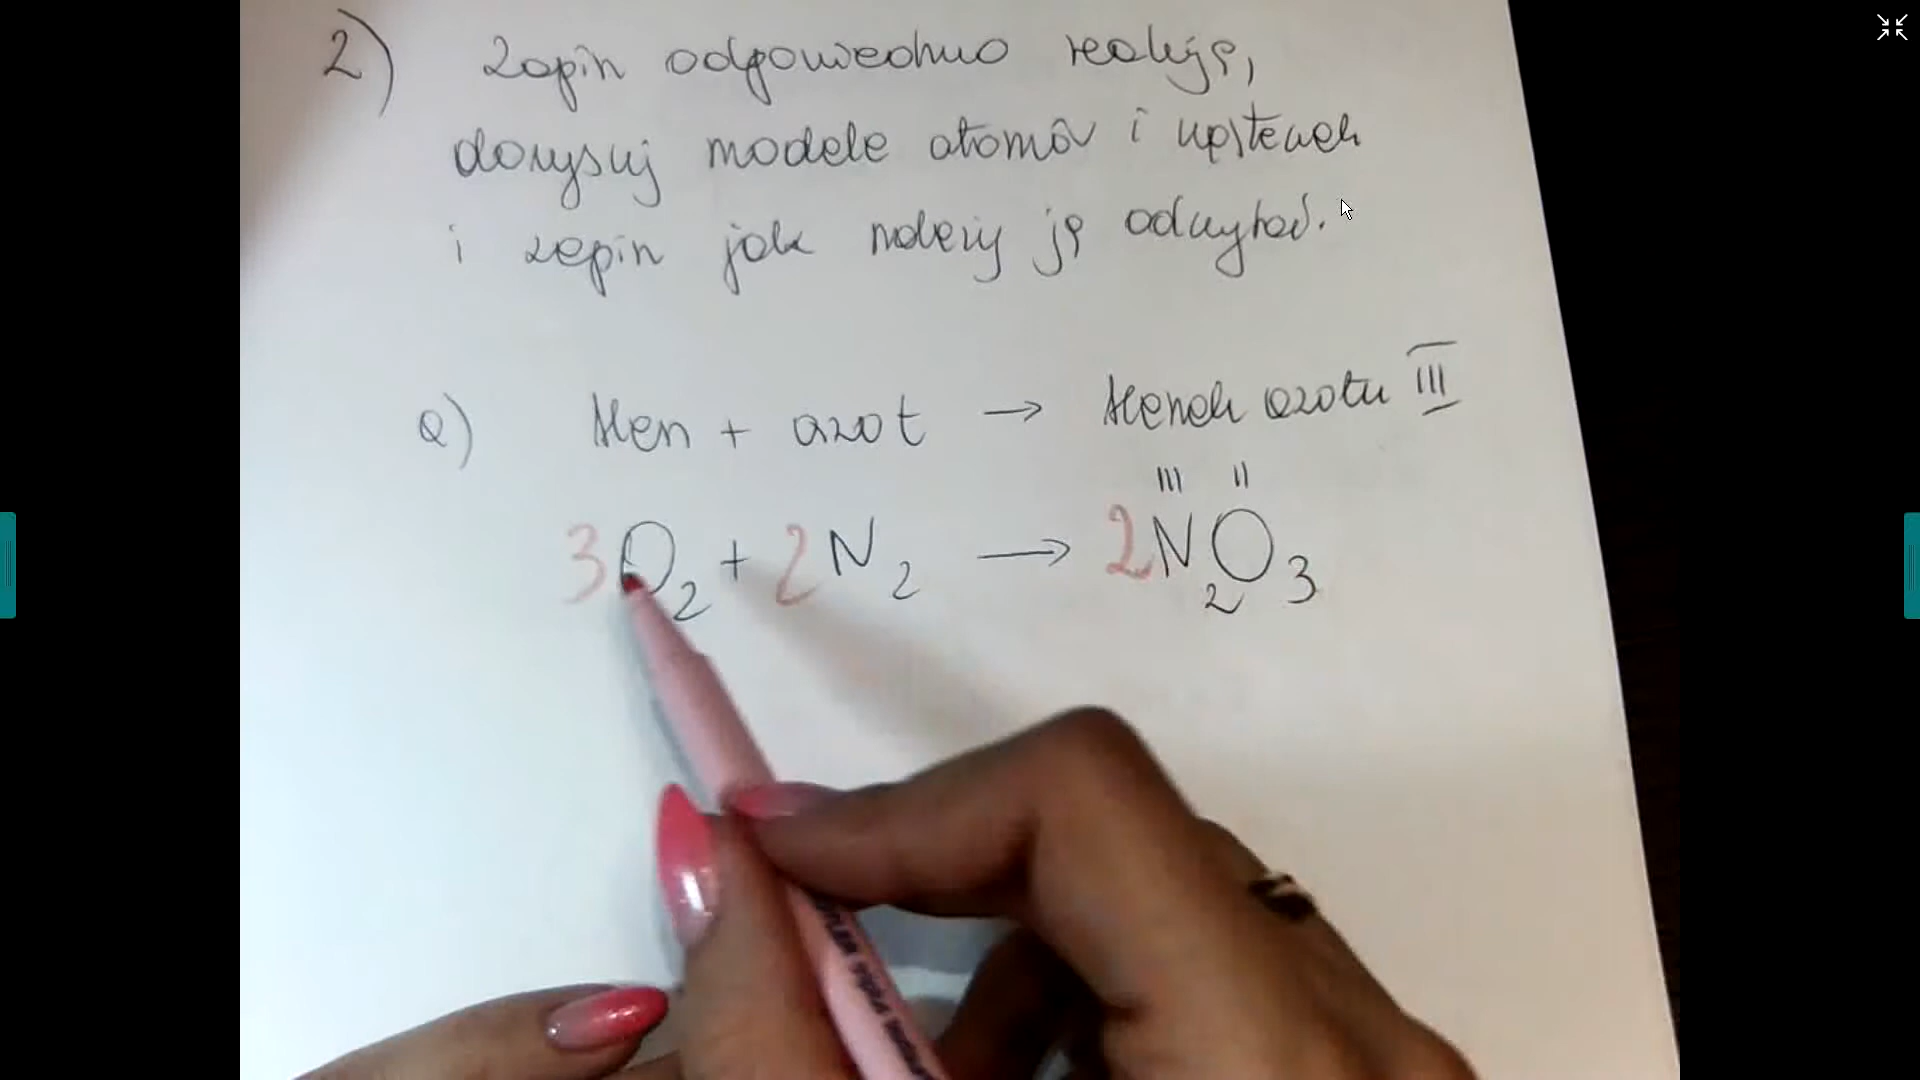 2) Zapisz odpowiednio reakcję,
dorysuj modele atomów i cząsteczek
i zapisz jak należy ją odczytać.
a) tlen + azot → tlenek azotu III
III II
3O₂ + 2N₂ → 2N₂O₃